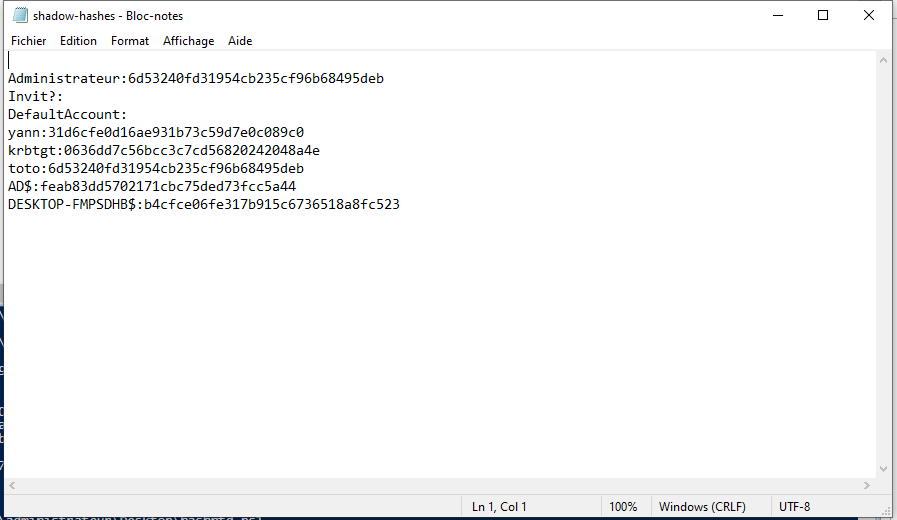 shadow-hashes - Bloc-notes
Fichier Edition Format Affichage Aide
Administrateur:6d53240fd31954cb235cf96b68495deb
Invit?:
DefaultAccount:
yann:31d6cfe0d16ae931b73c59d7e0c089c0
krbtgt:0636dd7c56bcc3c7cd56820242048a4e
toto:6d53240fd31954cb235cf96b68495deb
AD$:feab83dd5702171cbc75ded73fcc5a44
DESKTOP-FMPSDHB$:b4cfce06fe317b915c6736518a8fc523
Ln 1, Col 1 100% Windows (CRLF) UTF-8